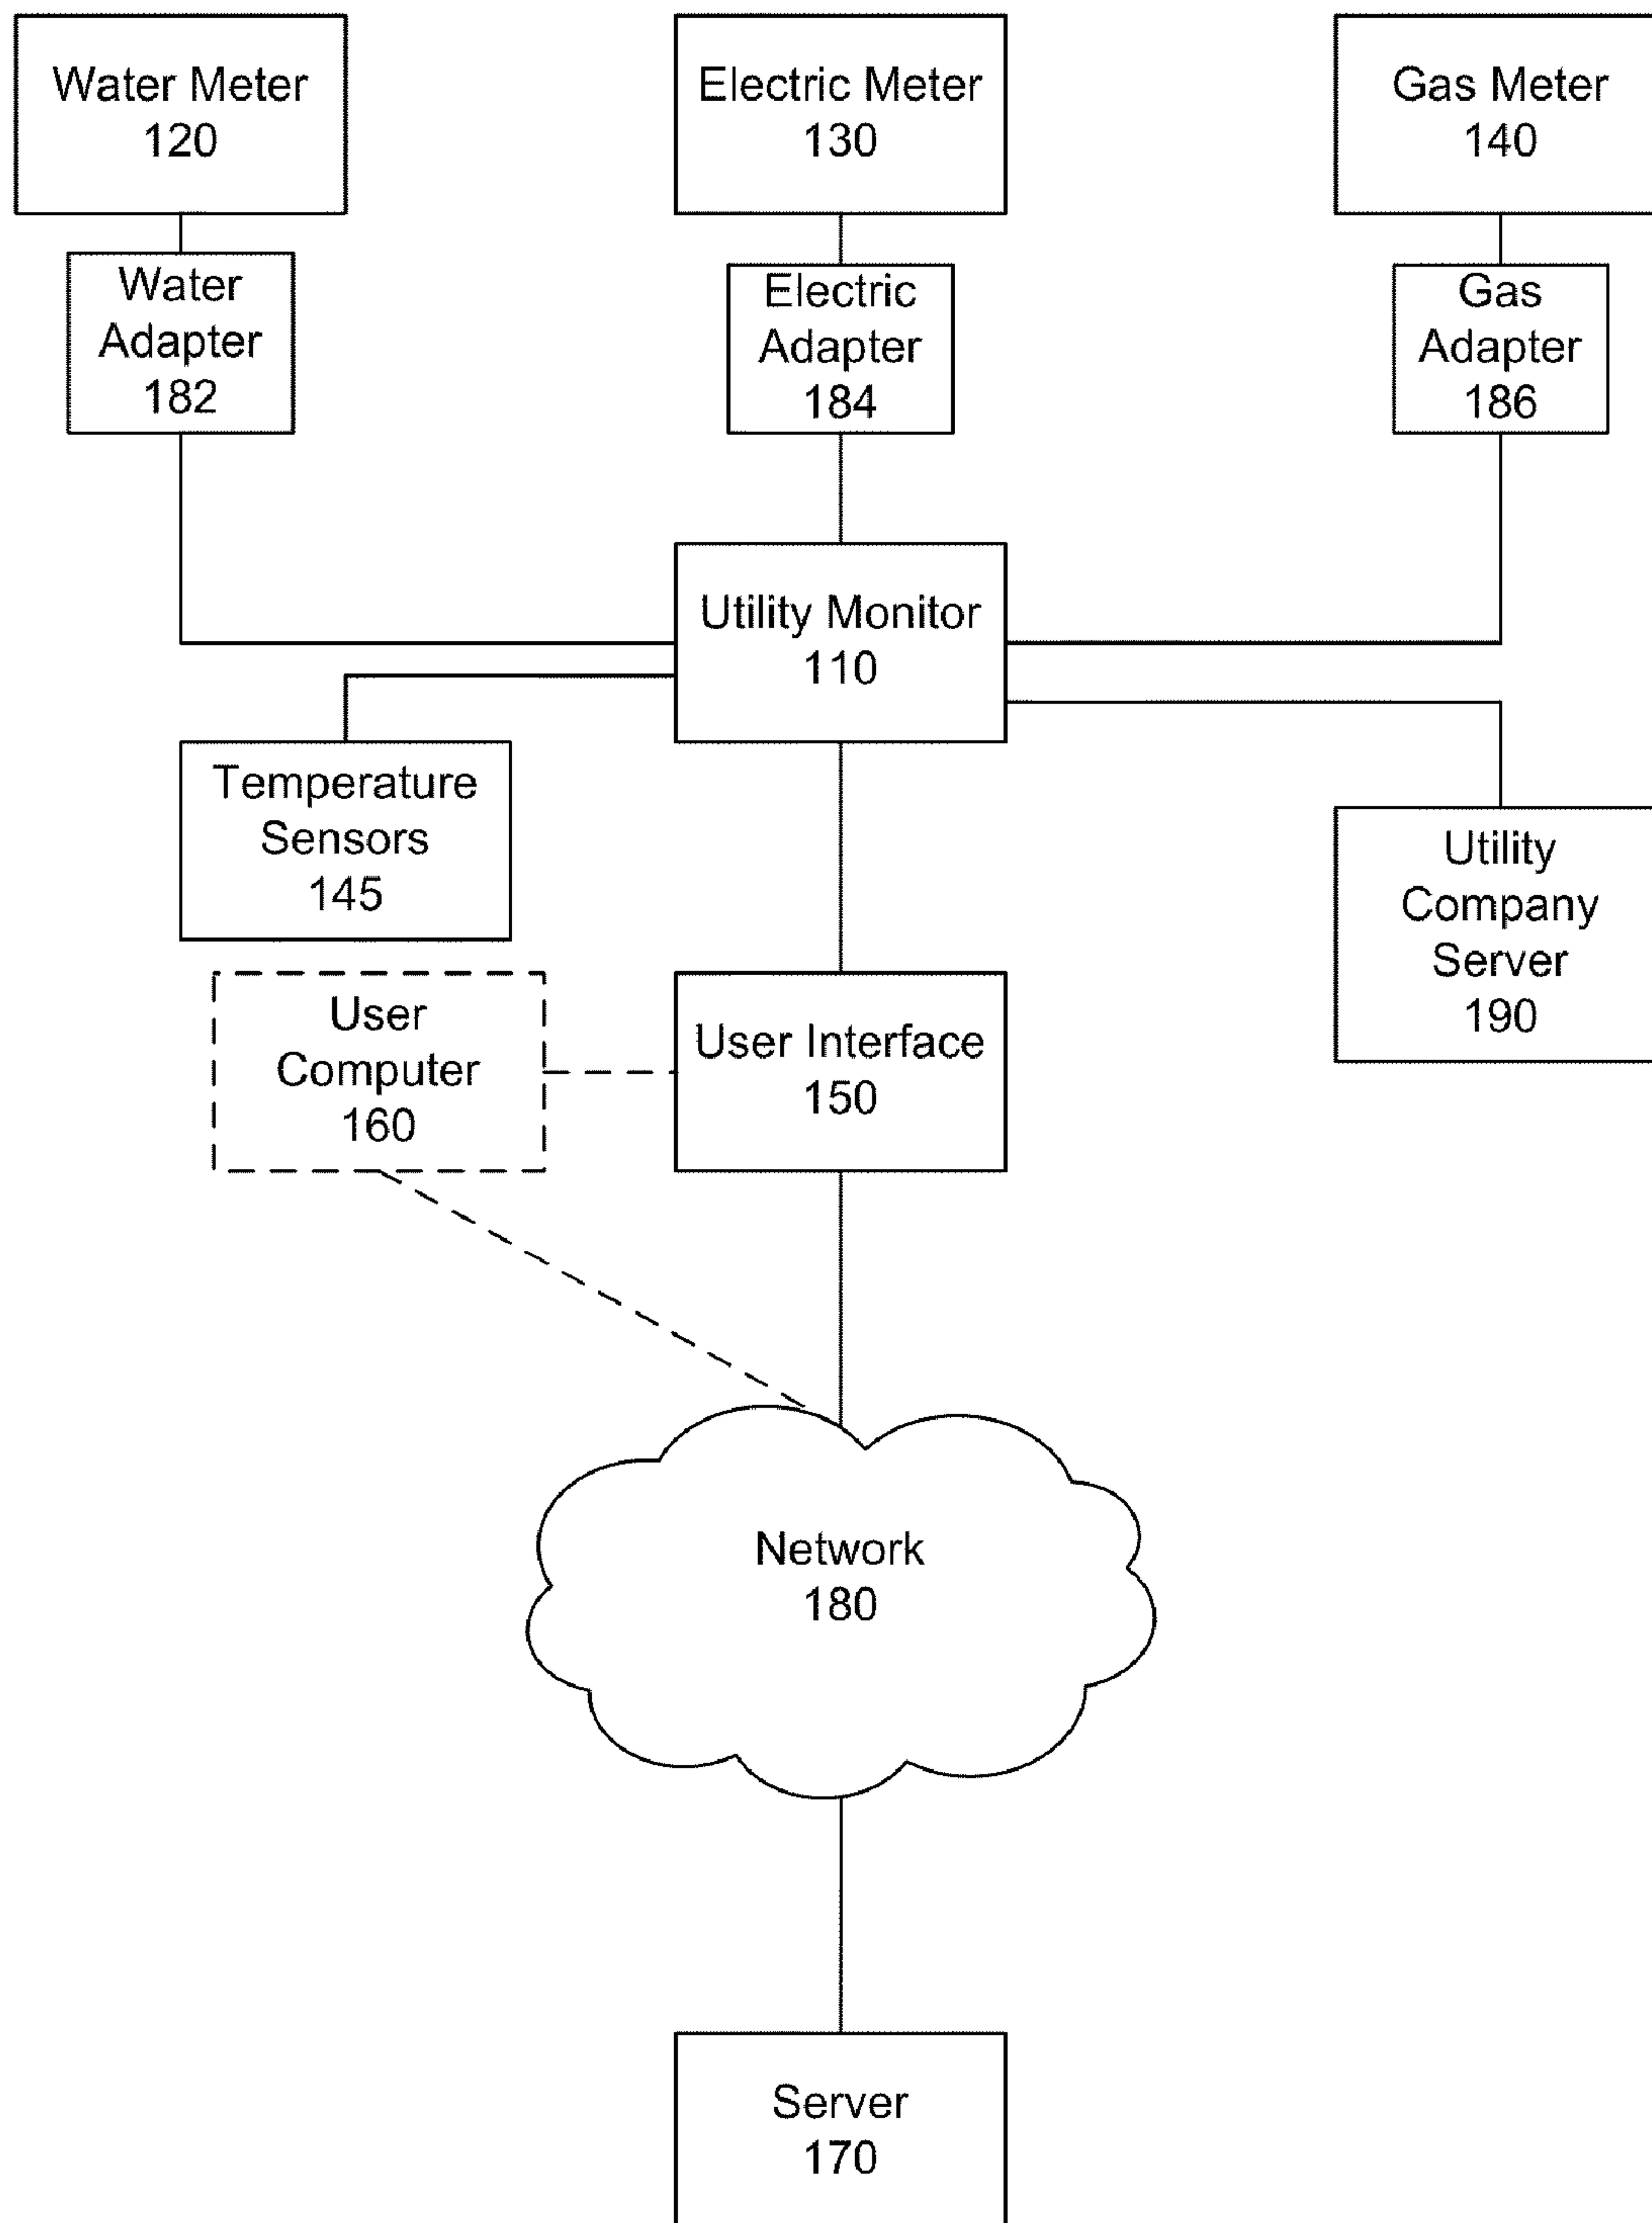 Water Meter
120
Electric Meter
130
Gas Meter
140
Water
Adapter
182
Electric
Adapter
184
Gas
Adapter
186
Utility Monitor
110
Temperature
Sensors
145
Utility
Company
Server
190
User
Computer
160
User Interface
150
Network
180
Server
170